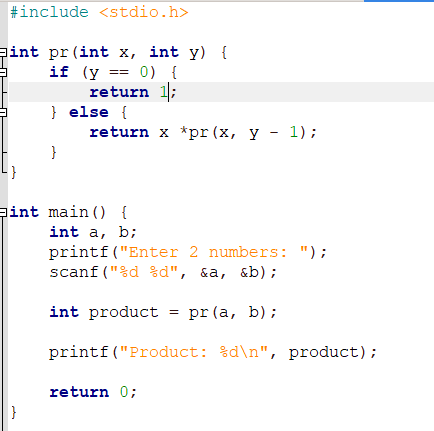 #include <stdio.h>
int pr(int x, int y) {
if (y == 0) {
return 1;
} else {
return x *pr(x, y - 1);
}
}
int main() {
int a, b;
printf("Enter 2 numbers: ");
scanf("%d %d", &a, &b);
int product = pr(a, b);
printf("Product: %d\n", product);
return 0;
}